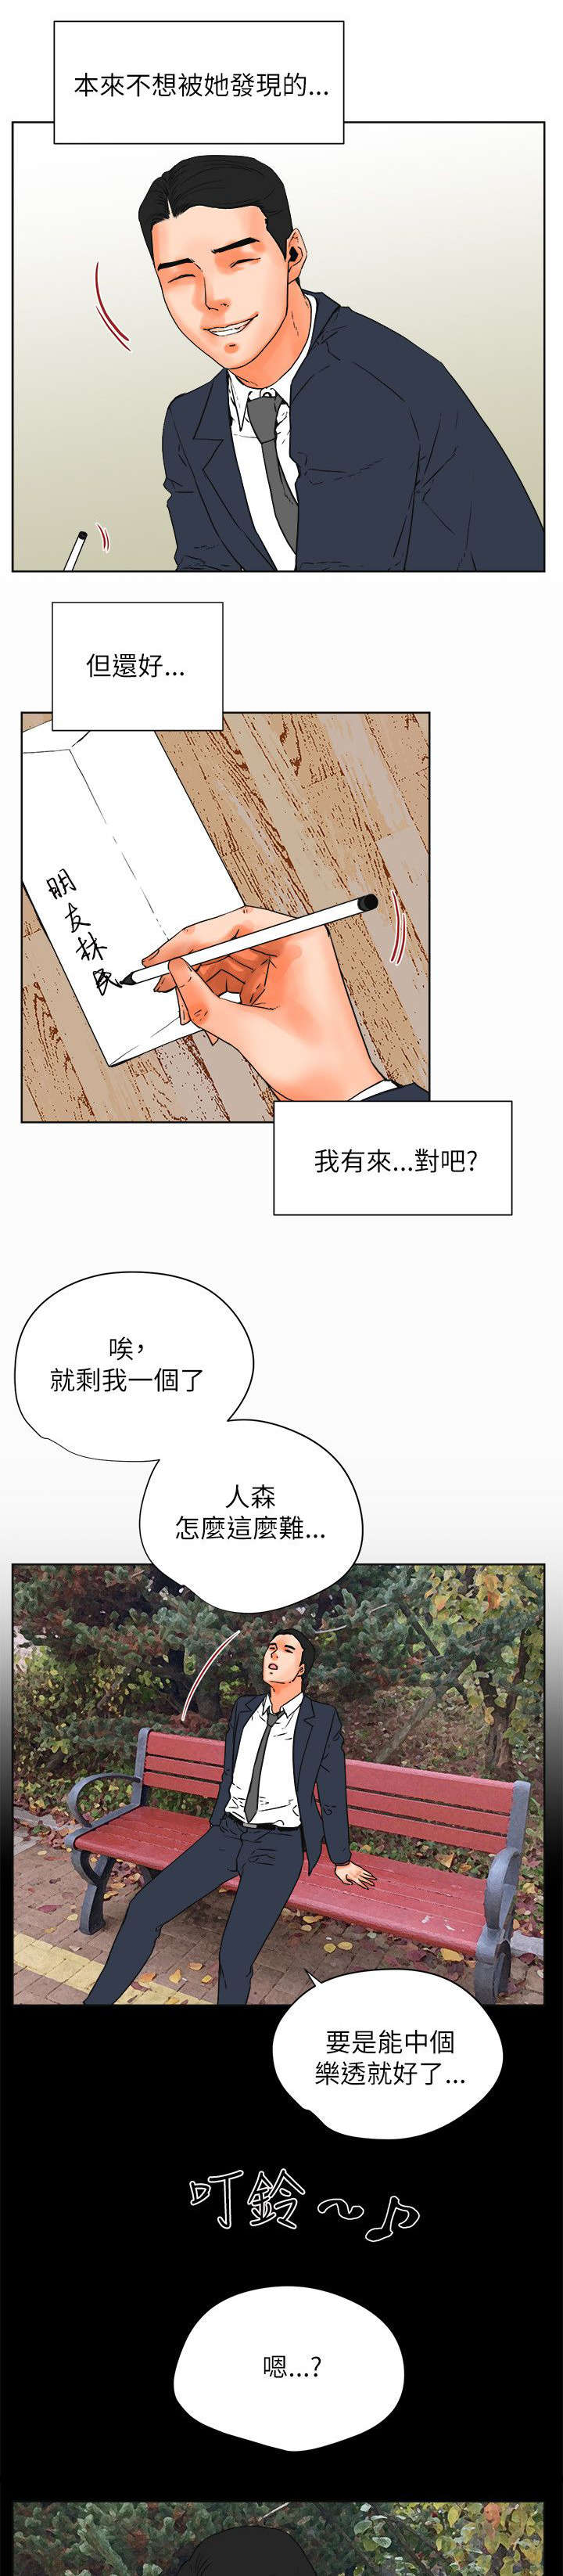 本來不想被她發現的...
但還好...
朋友林民
我有來...對吧?
唉，
就剩我一個了
人森
怎麼這麼難...
要是能中個
樂透就好了...
叮鈴～♪
嗯...?